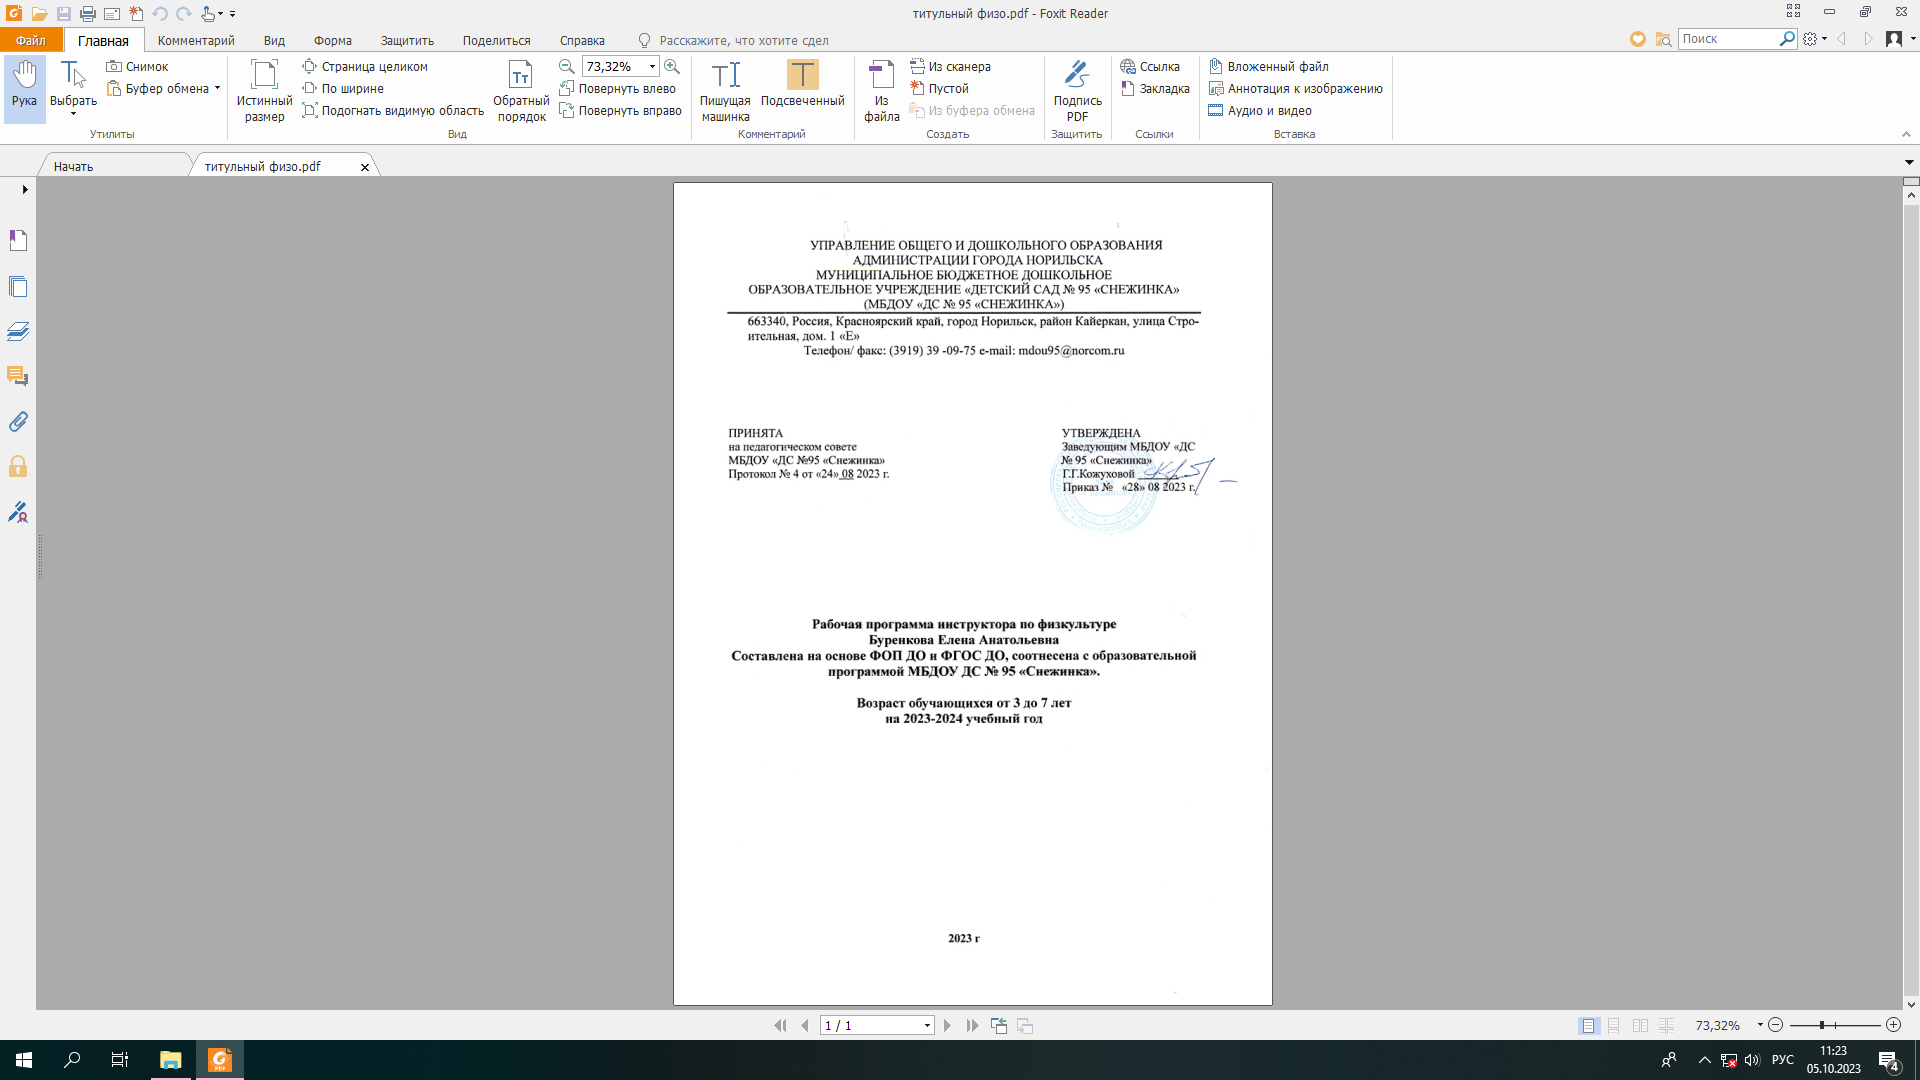 титульный физо.pdf - Foxit Reader
Файл
Главная
Комментарий
Вид
Форма
Защитить
Поделиться
Справка
Расскажите, что хотите сдел
Поиск
Рука
Выбрать
Снимок
Буфер обмена
Утилиты
Истинный размер
Страница целиком
По ширине
Подогнать видимую область
Обратный порядок
73,32%
Повернуть влево
Повернуть вправо
Вид
Пишущая машинка
Подсвеченный
Комментарий
Из файла
Из сканера
Пустой
Из буфера обмена
Создать
Подпись PDF
Защитить
Ссылка
Закладка
Ссылки
Вложенный файл
Аннотация к изображению
Аудио и видео
Вставка
Начать
титульный физо.pdf
УПРАВЛЕНИЕ ОБЩЕГО И ДОШКОЛЬНОГО ОБРАЗОВАНИЯ
АДМИНИСТРАЦИИ ГОРОДА НОРИЛЬСКА
МУНИЦИПАЛЬНОЕ БЮДЖЕТНОЕ ДОШКОЛЬНОЕ
ОБРАЗОВАТЕЛЬНОЕ УЧРЕЖДЕНИЕ «ДЕТСКИЙ САД № 95 «СНЕЖИНКА»
(МБДОУ «ДС № 95 «СНЕЖИНКА»)
663340, Россия, Красноярский край, город Норильск, район Кайеркан, улица Стро-
ительная, дом. 1 «Е»
Телефон/ факс: (3919) 39 -09-75 e-mail: mdou95@norcom.ru
ПРИНЯТА
на педагогическом совете
МБДОУ «ДС №95 «Снежинка»
Протокол № 4 от «24» 08 2023 г.
УТВЕРЖДЕНА
Заведующим МБДОУ «ДС
№ 95 «Снежинка»
Г.Г.Кожуховой
Приказ № «28» 08 2023 г.
Рабочая программа инструктора по физкультуре
Буренкова Елена Анатольевна
Составлена на основе ФОП ДО и ФГОС ДО, соотнесена с образовательной
программой МБДОУ ДС № 95 «Снежинка».
Возраст обучающихся от 3 до 7 лет
на 2023-2024 учебный год
2023 г
1 / 1
73,32%
РУС
11:23
05.10.2023
4